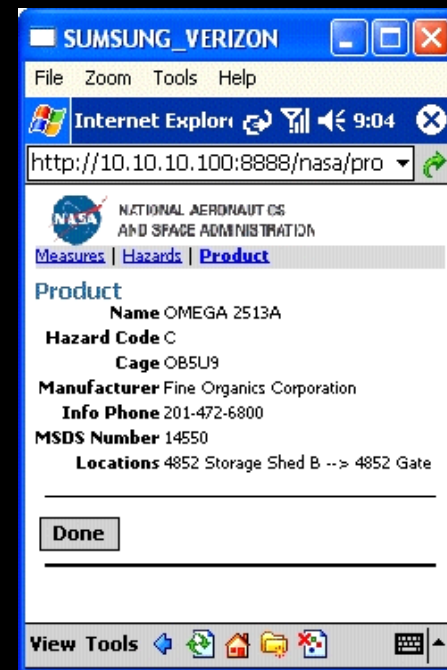 SUMSUNG_VERIZON
File Zoom Tools Help
Internet Explor 9:04
http://10.10.10.100:8888/nasa/pro
NASA
NATIONAL AERONAUTICS
AND SPACE ADMINISTRATION
Measures | Hazards | Product
Product
Name OMEGA 2513A
Hazard Code C
Cage OB5U9
Manufacturer Fine Organics Corporation
Info Phone 201-472-6800
MSDS Number 14550
Locations 4852 Storage Shed B --> 4852 Gate
Done
View Tools